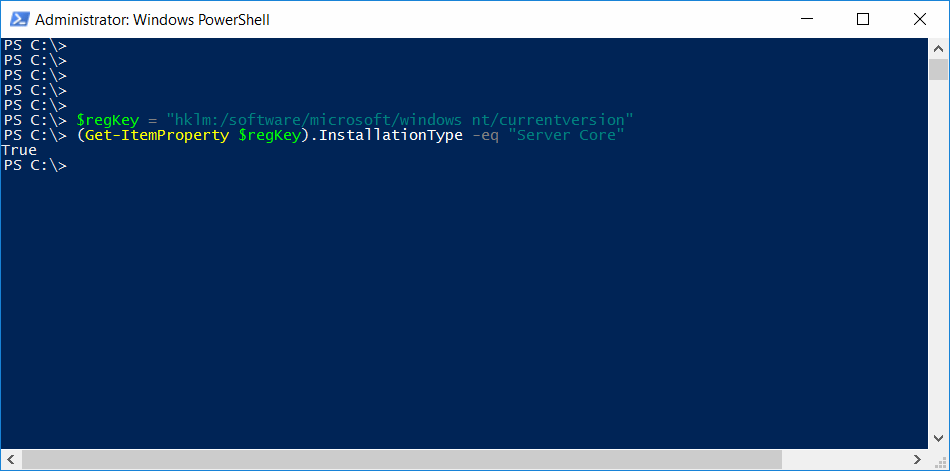 Administrator: Windows PowerShell
PS C:\>
PS C:\>
PS C:\>
PS C:\>
PS C:\>
PS C:\> $regKey = "hklm:/software/microsoft/windows nt/currentversion"
PS C:\> (Get-ItemProperty $regKey).InstallationType -eq "Server Core"
True
PS C:\>